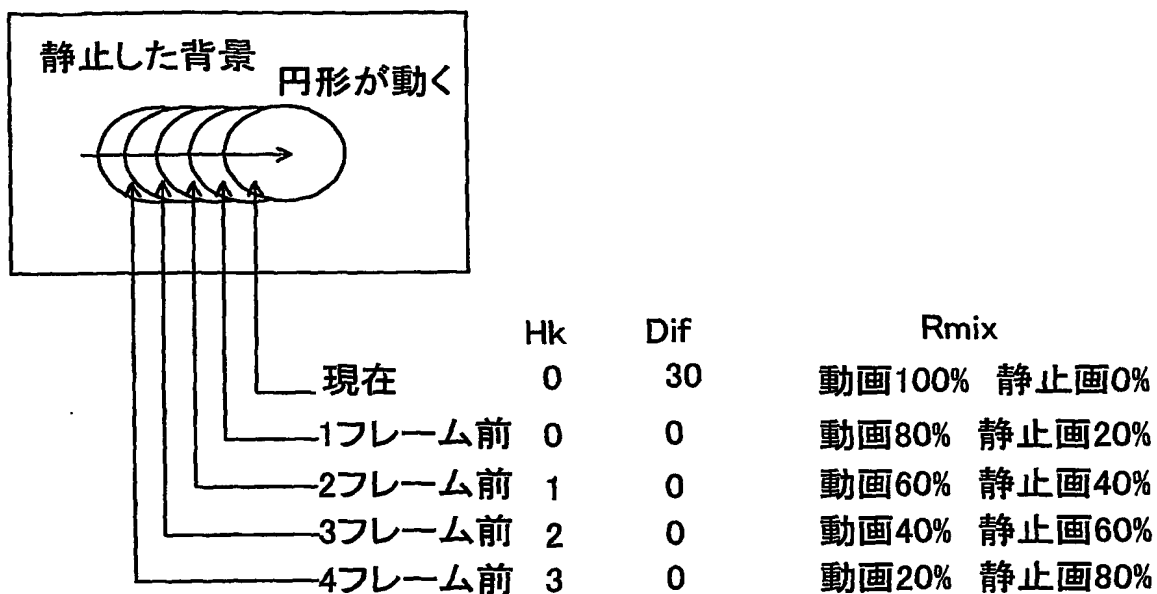 静止した背景
円形が動く
Hk Dif Rmix
現在 0 30 動画100% 静止画0%
1フレーム前 0 0 動画80% 静止画20%
2フレーム前 1 0 動画60% 静止画40%
3フレーム前 2 0 動画40% 静止画60%
4フレーム前 3 0 動画20% 静止画80%